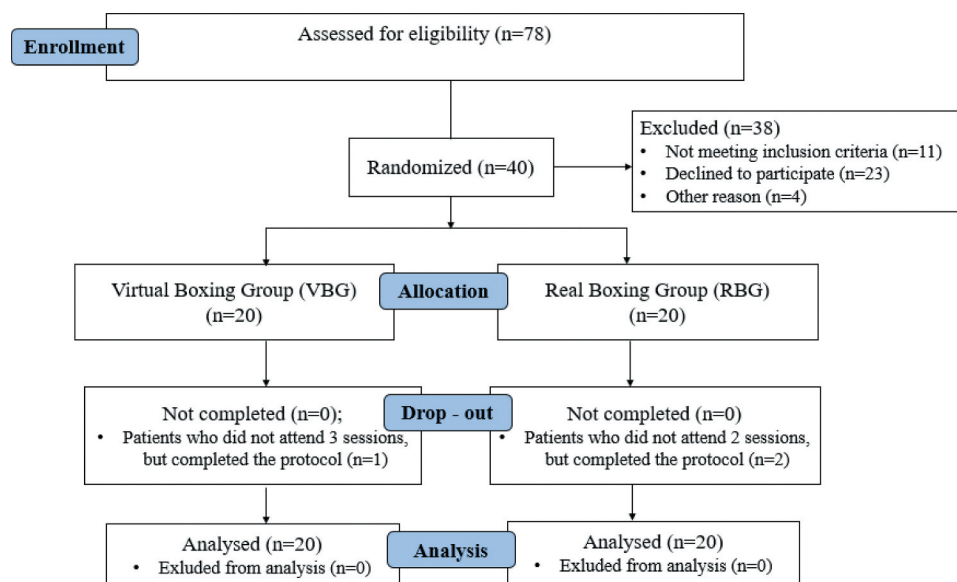 Assessed for eligibility (n=78)
Enrollment
Excluded (n=38)
• Not meeting inclusion criteria (n=11)
• Declined to participate (n=23)
• Other reason (n=4)
Randomized (n=40)
Virtual Boxing Group (VBG)
(n=20)
Allocation
Real Boxing Group (RBG)
(n=20)
Not completed (n=0);
• Patients who did not attend 3 sessions,
but completed the protocol (n=1)
Drop - out
Not completed (n=0)
• Patients who did not attend 2 sessions,
but completed the protocol (n=2)
Analysed (n=20)
• Exluded from analysis (n=0)
Analysis
Analysed (n=20)
• Exluded from analysis (n=0)